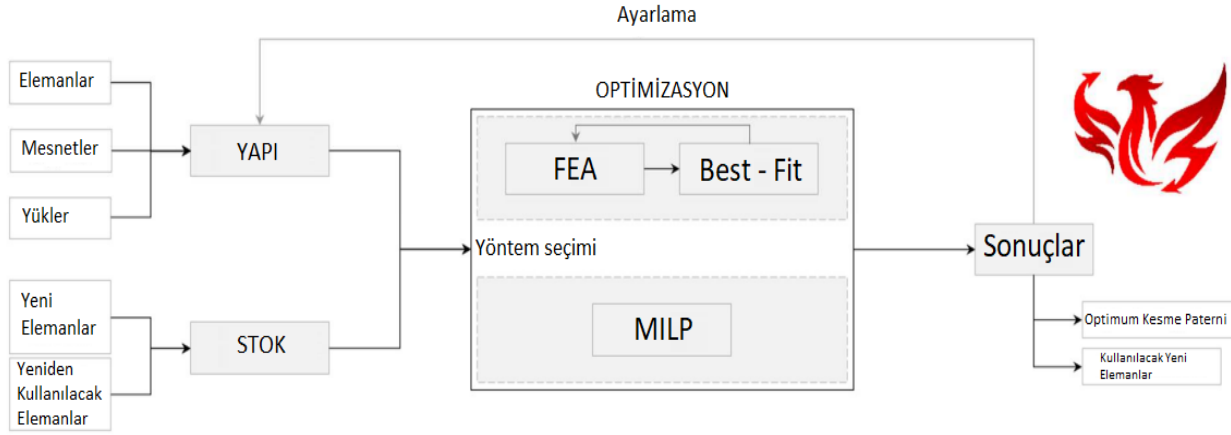 Ayarlama
Elemanlar
Mesnetler
Yükler
YAPI
Yeni
Elemanlar
Yeniden
Kullanılacak
Elemanlar
STOK
OPTİMİZASYON
FEA
Best - Fit
Yöntem seçimi
MILP
Sonuçlar
Optimum Kesme Paterni
Kullanılacak Yeni
Elemanlar